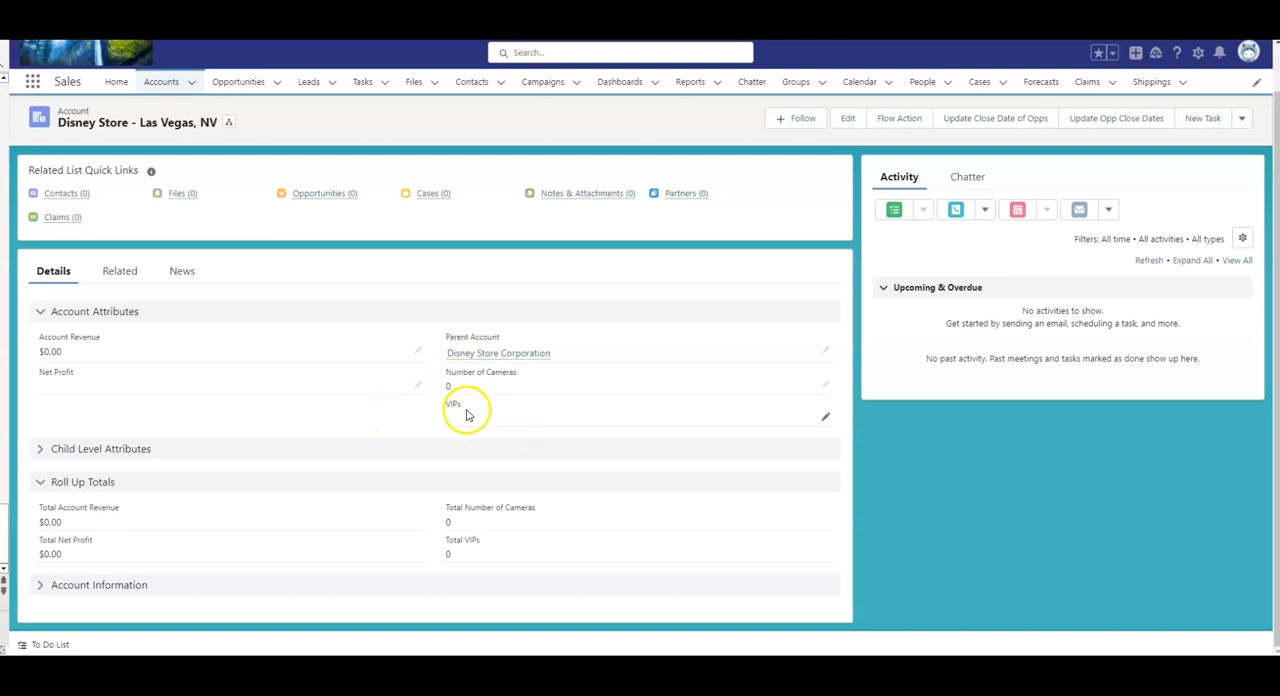 Search...
Sales
Home
Accounts
Opportunities
Leads
Tasks
Files
Contacts
Campaigns
Dashboards
Reports
Chatter
Groups
Calendar
People
Cases
Forecasts
Claims
Shippings
Account
Disney Store - Las Vegas, NV
Follow
Edit
Flow Action
Update Close Date of Opps
Update Opp Close Dates
New Task
Related List Quick Links
Contacts (0)
Files (0)
Opportunities (0)
Cases (0)
Notes & Attachments (0)
Partners (0)
Claims (0)
Details
Related
News
Account Attributes
Account Revenue
$0.00
Parent Account
Disney Store Corporation
Net Profit
Number of Cameras
0
VIPs
Child Level Attributes
Roll Up Totals
Total Account Revenue
$0.00
Total Number of Cameras
0
Total Net Profit
$0.00
Total VIPs
0
Account Information
Activity
Chatter
Filters: All time • All activities • All types
Refresh • Expand All • View All
Upcoming & Overdue
No activities to show.
Get started by sending an email, scheduling a task, and more.
No past activity. Past meetings and tasks marked as done show up here.
To Do List